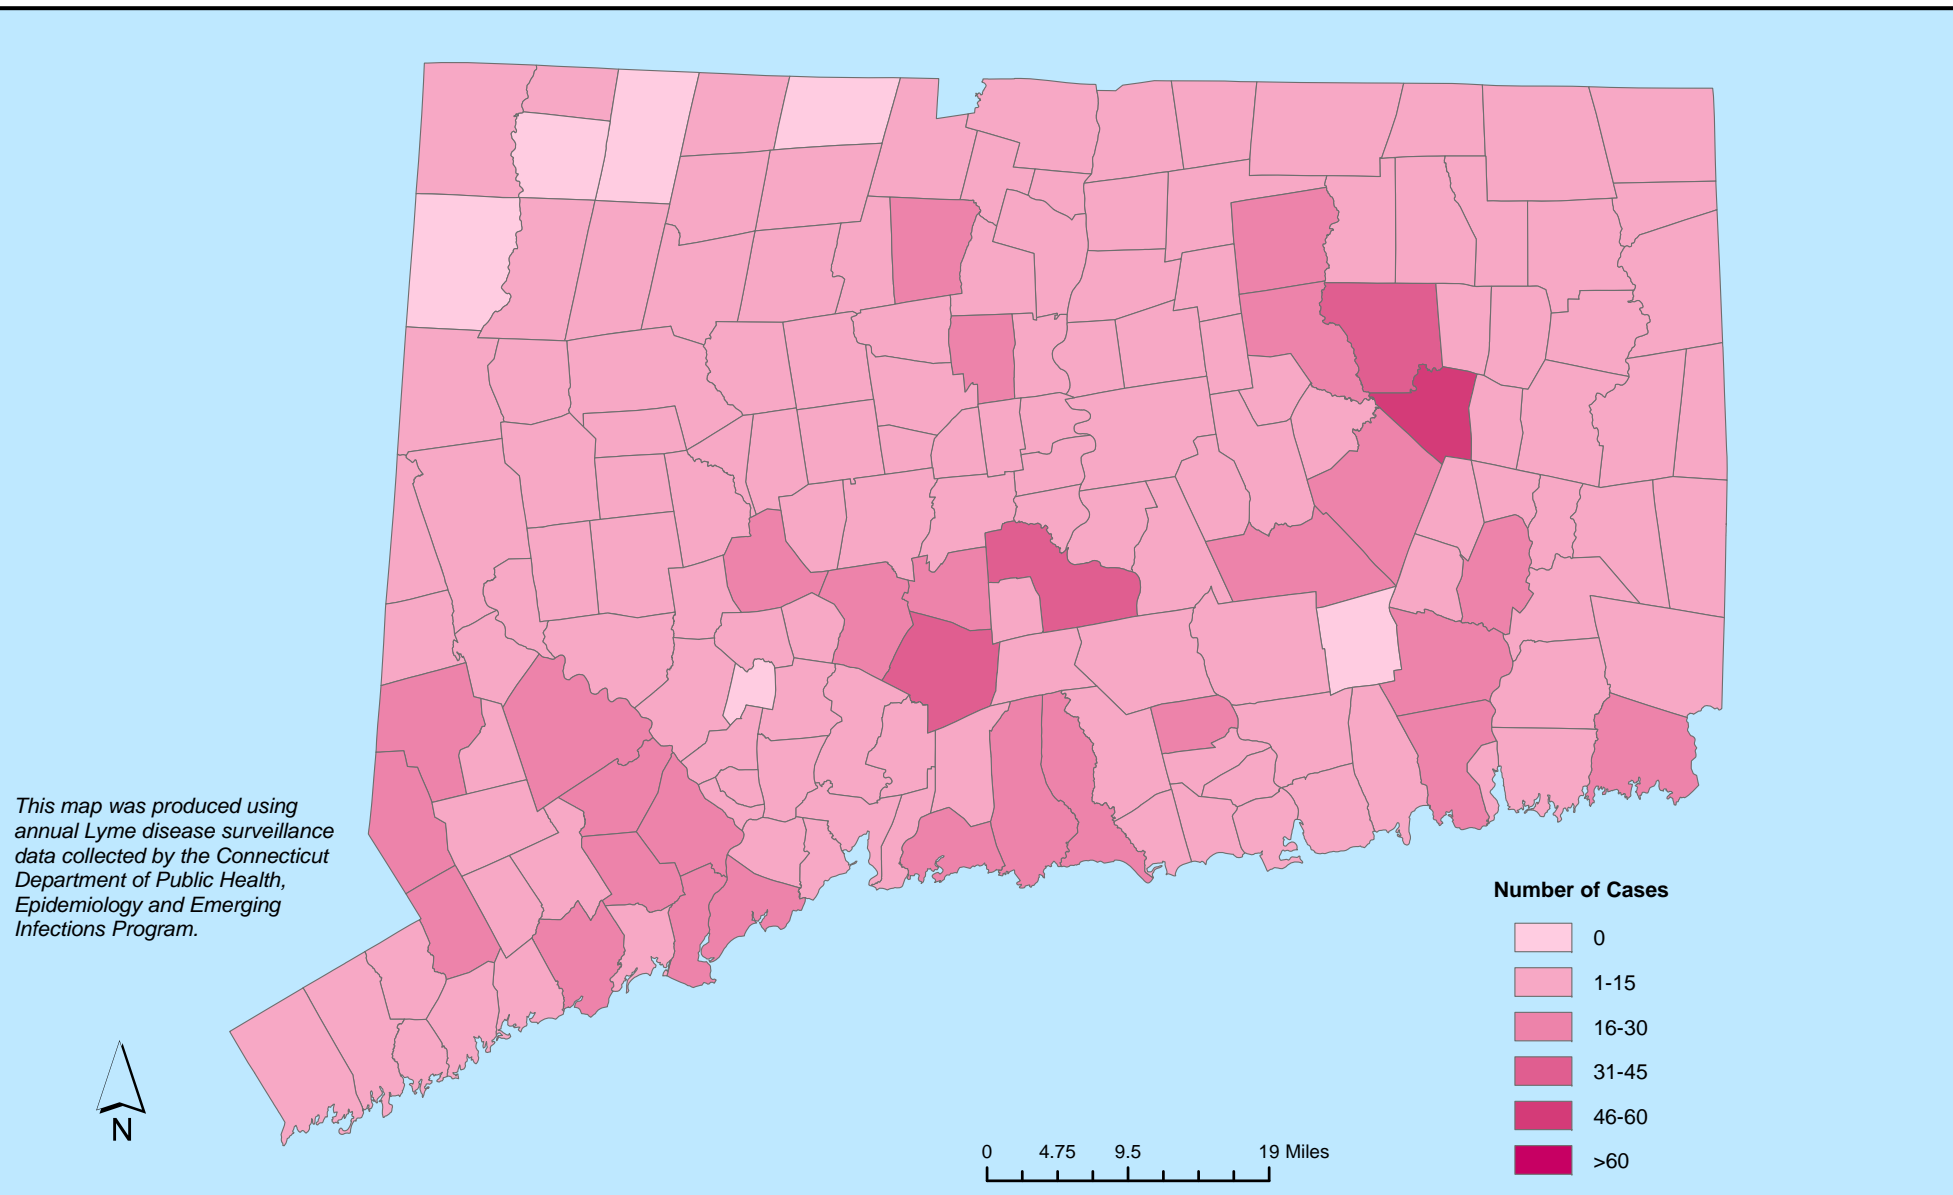 This map was produced using
annual Lyme disease surveillance
data collected by the Connecticut
Department of Public Health,
Epidemiology and Emerging
Infections Program.
N
0 4.75 9.5 19 Miles
Number of Cases
0
1-15
16-30
31-45
46-60
>60